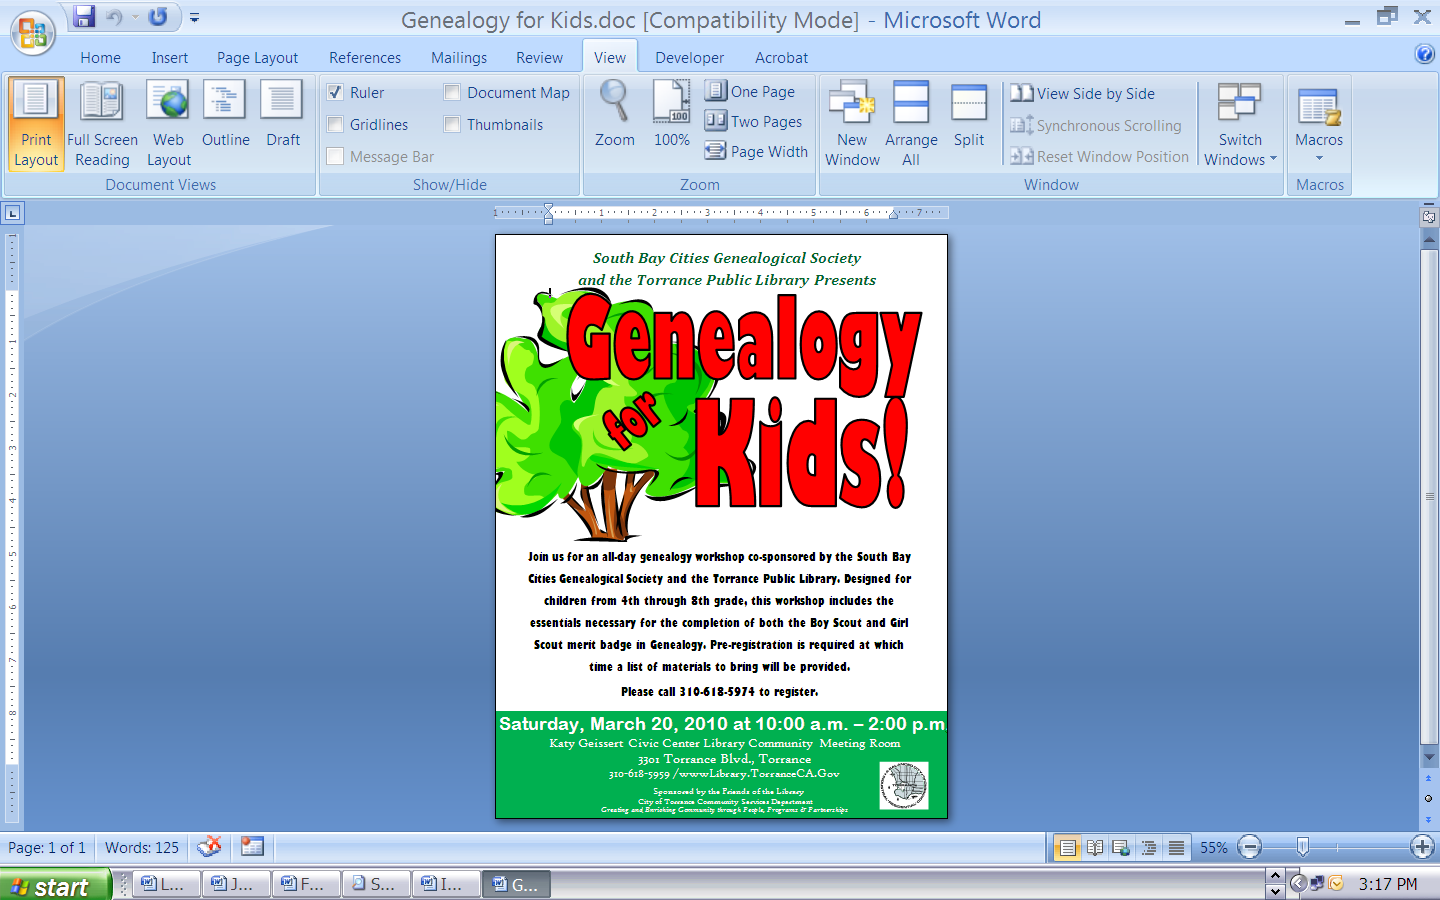 Genealogy for Kids.doc [Compatibility Mode] - Microsoft Word
Home Insert Page Layout References Mailings Review View Developer Acrobat
Print Layout
Full Screen Reading
Web Layout
Outline
Draft
Document Views
Ruler
Gridlines
Message Bar
Document Map
Thumbnails
Show/Hide
Zoom
100%
One Page
Two Pages
Page Width
Zoom
New Window
Arrange All
Split
View Side by Side
Synchronous Scrolling
Reset Window Position
Switch Windows
Window
Macros
Macros
South Bay Cities Genealogical Society
and the Torrance Public Library Presents
Genealogy
for
Kids!
Join us for an all-day genealogy workshop co-sponsored by the South Bay
Cities Genealogical Society and the Torrance Public Library. Designed for
children from 4th through 8th grade, this workshop includes the
essentials necessary for the completion of both the Boy Scout and Girl
Scout merit badge in Genealogy. Pre-registration is required at which
time a list of materials to bring will be provided.
Please call 310-618-5974 to register.
Saturday, March 20, 2010 at 10:00 a.m. – 2:00 p.m
Katy Geissert Civic Center Library Community Meeting Room
3301 Torrance Blvd., Torrance
310-618-5959 /www.Library.TorranceCA.Gov
Sponsored by the Friends of the Library
City of Torrance Community Services Department
Creating and Enriching Community through People, Programs & Partnerships
Page: 1 of 1 Words: 125 55%
start L... J... F... S... I... G... 3:17 PM